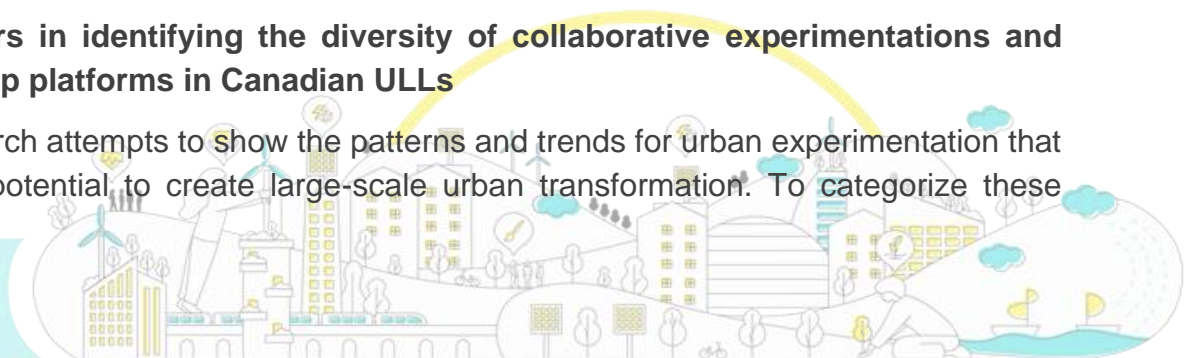 rs in identifying the diversity of collaborative experimentations and
p platforms in Canadian ULLs
rch attempts to show the patterns and trends for urban experimentation that
potential to create large-scale urban transformation. To categorize these